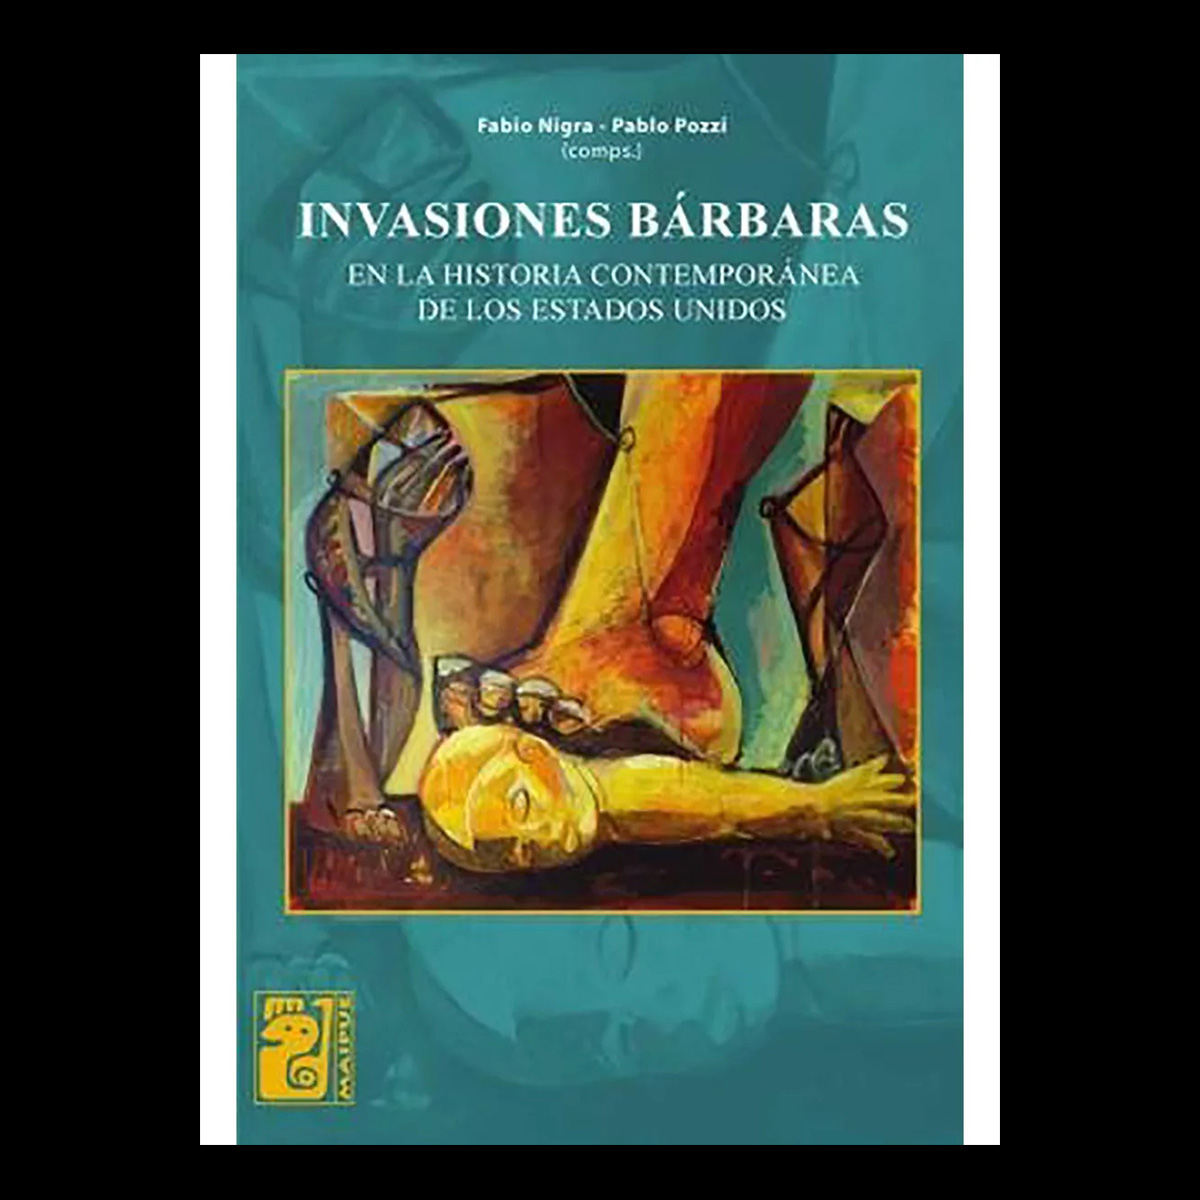 Fabio Nigra - Pablo Pozzi
(comps.)
INVASIONES BÁRBARAS
EN LA HISTORIA CONTEMPORÁNEA
DE LOS ESTADOS UNIDOS
MAIPUE